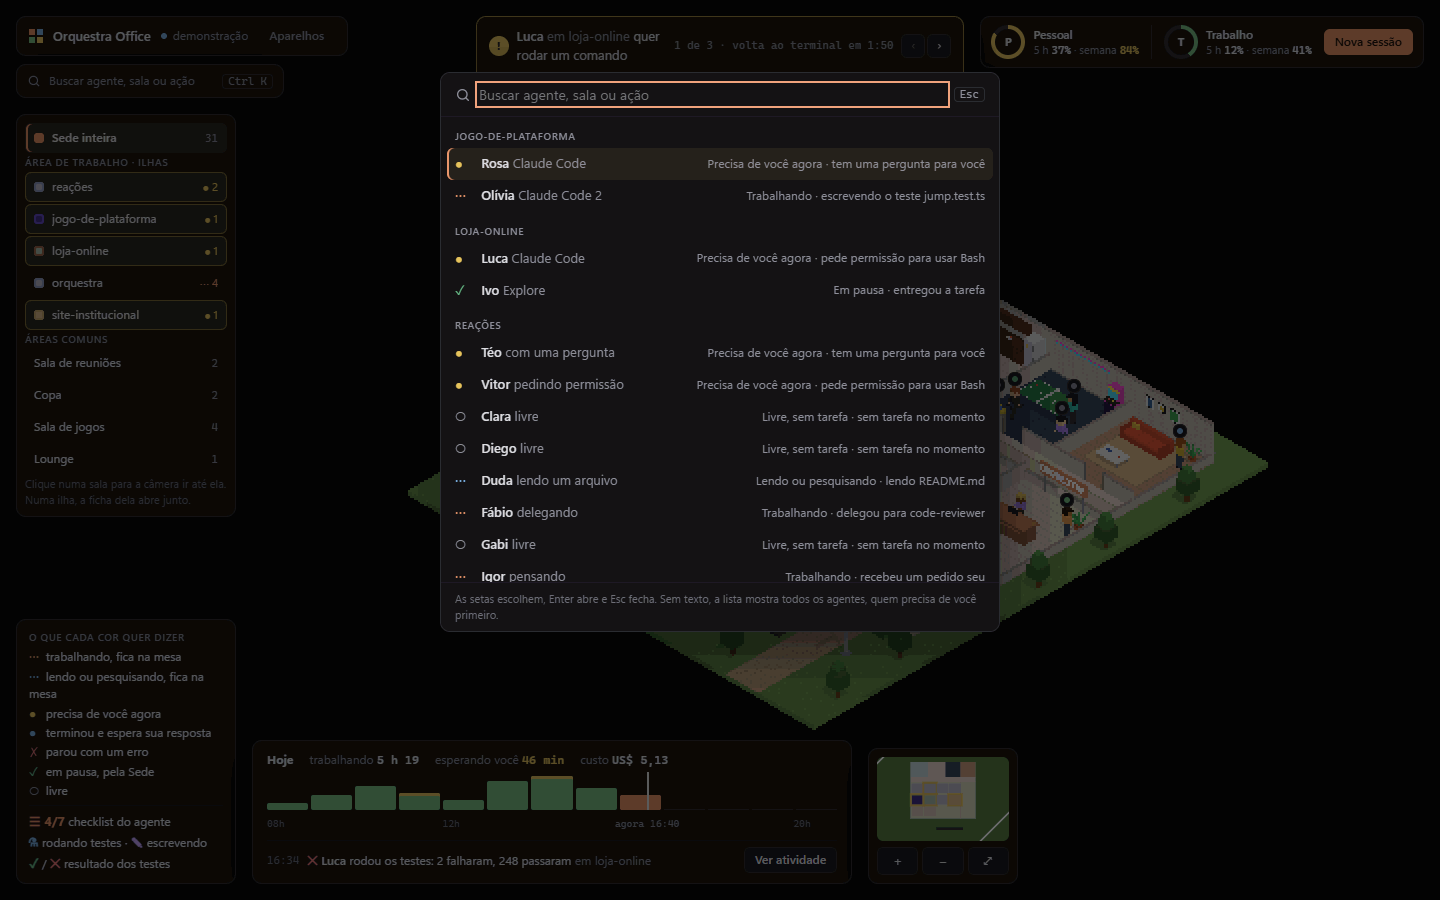 Orquestra Office demonstração Aparelhos
Buscar agente, sala ou ação Ctrl K
! Luca em loja-online quer
rodar um comando
1 de 3 · volta ao terminal em 1:50 ‹ ›
P Pessoal
5 h 37% · semana 84%
T Trabalho
5 h 12% · semana 41%
Nova sessão
Sede inteira 31
ÁREA DE TRABALHO · ILHAS
reações 2
jogo-de-plataforma 1
loja-online 1
orquestra ··· 4
site-institucional 1
ÁREAS COMUNS
Sala de reuniões 2
Copa 2
Sala de jogos 4
Lounge 1
Clique numa sala para a câmera ir até ela.
Numa ilha, a ficha dela abre junto.
Buscar agente, sala ou ação Esc
JOGO-DE-PLATAFORMA
Rosa Claude Code Precisa de você agora · tem uma pergunta para você
Olívia Claude Code 2 Trabalhando · escrevendo o teste jump.test.ts
LOJA-ONLINE
Luca Claude Code Precisa de você agora · pede permissão para usar Bash
Ivo Explore Em pausa · entregou a tarefa
REAÇÕES
Téo com uma pergunta Precisa de você agora · tem uma pergunta para você
Vitor pedindo permissão Precisa de você agora · pede permissão para usar Bash
Clara livre Livre, sem tarefa · sem tarefa no momento
Diego livre Livre, sem tarefa · sem tarefa no momento
Duda lendo um arquivo Lendo ou pesquisando · lendo README.md
Fábio delegando Trabalhando · delegou para code-reviewer
Gabi livre Livre, sem tarefa · sem tarefa no momento
Igor pensando Trabalhando · recebeu um pedido seu
As setas escolhem, Enter abre e Esc fecha. Sem texto, a lista mostra todos os agentes, quem precisa de você
primeiro.
O QUE CADA COR QUER DIZER
··· trabalhando, fica na mesa
··· lendo ou pesquisando, fica na
mesa
precisa de você agora
terminou e espera sua resposta
parou com um erro
em pausa, pela Sede
livre
4/7 checklist do agente
rodando testes · escrevendo
✓ / ✗ resultado dos testes
Hoje trabalhando 5 h 19 esperando você 46 min custo US$ 5,13
08h 12h agora 16:40 20h
16:34 ✗ Luca rodou os testes: 2 falharam, 248 passaram em loja-online Ver atividade
+ −